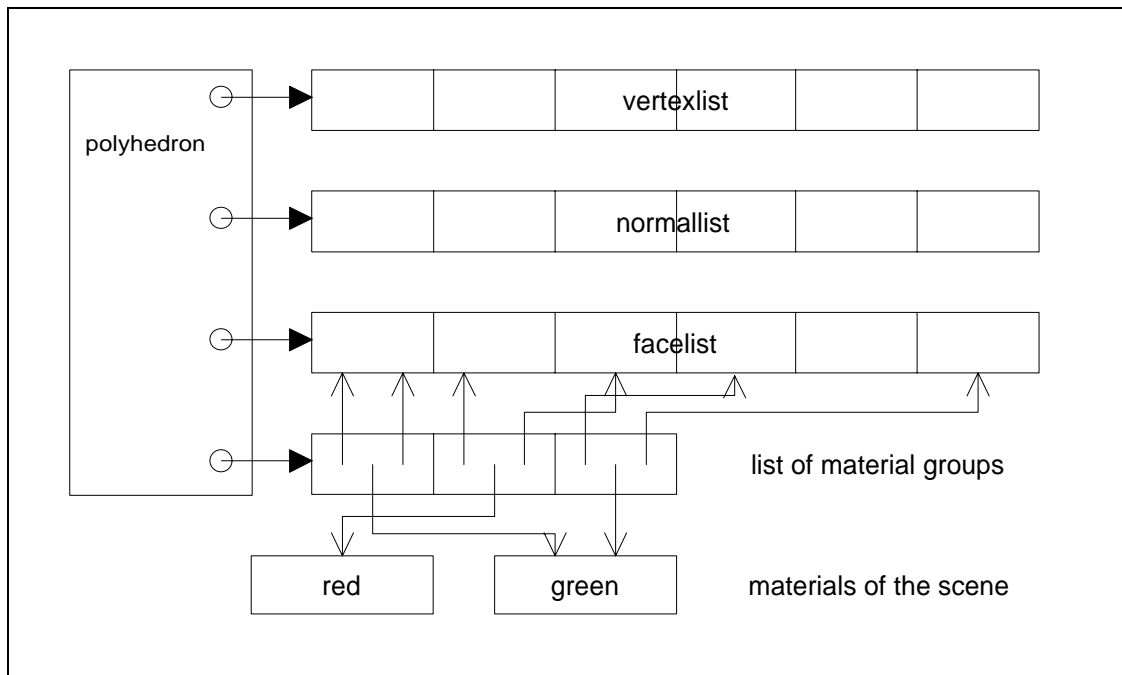 vertexlist
polyhedron
normallist
facelist
list of material groups
red
green
materials of the scene